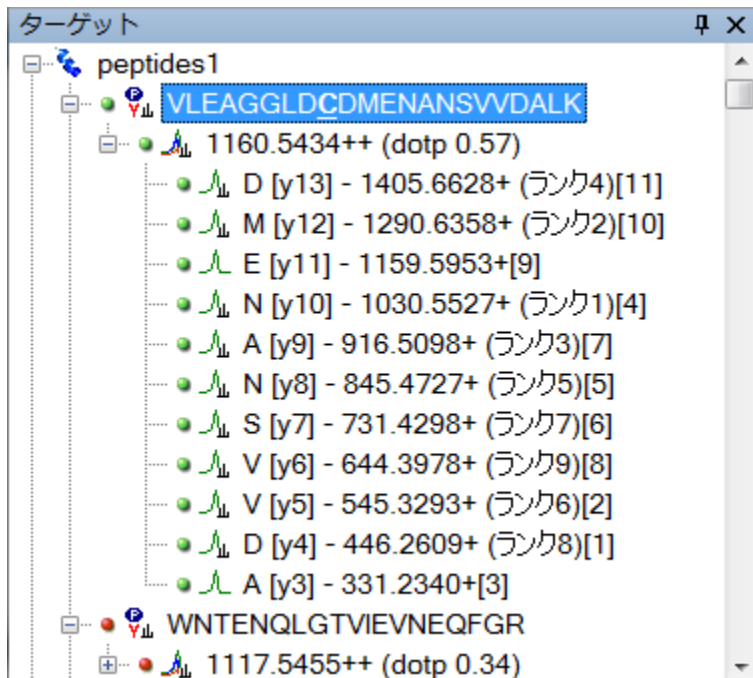 ターゲット
peptides1
VLEAGGLDCDMENANSVVDALK
1160.5434++ (dotp 0.57)
D [y13] - 1405.6628+ (ランク4)[11]
M [y12] - 1290.6358+ (ランク2)[10]
E [y11] - 1159.5953+[9]
N [y10] - 1030.5527+ (ランク1)[4]
A [y9] - 916.5098+ (ランク3)[7]
N [y8] - 845.4727+ (ランク5)[5]
S [y7] - 731.4298+ (ランク7)[6]
V [y6] - 644.3978+ (ランク9)[8]
V [y5] - 545.3293+ (ランク6)[2]
D [y4] - 446.2609+ (ランク8)[1]
A [y3] - 331.2340+[3]
WNTENQLGTVIEVNEQFGR
1117.5455++ (dotp 0.34)